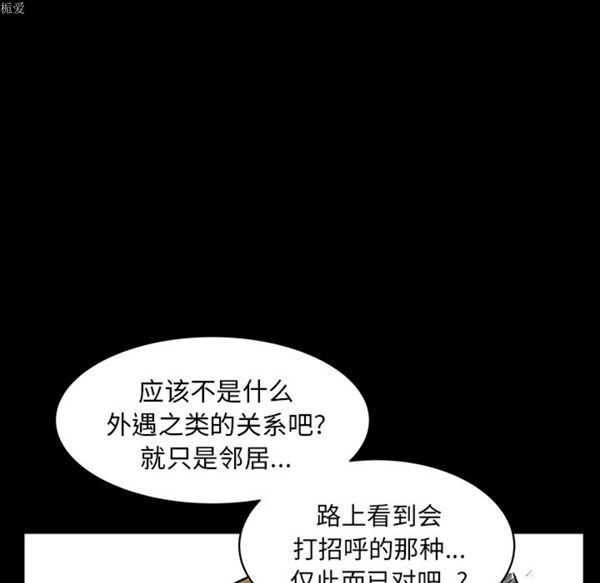 栀爱
应该不是什么
外遇之类的关系吧?
就只是邻居...
路上看到会
打招呼的那种...
仅此而已对吧..?